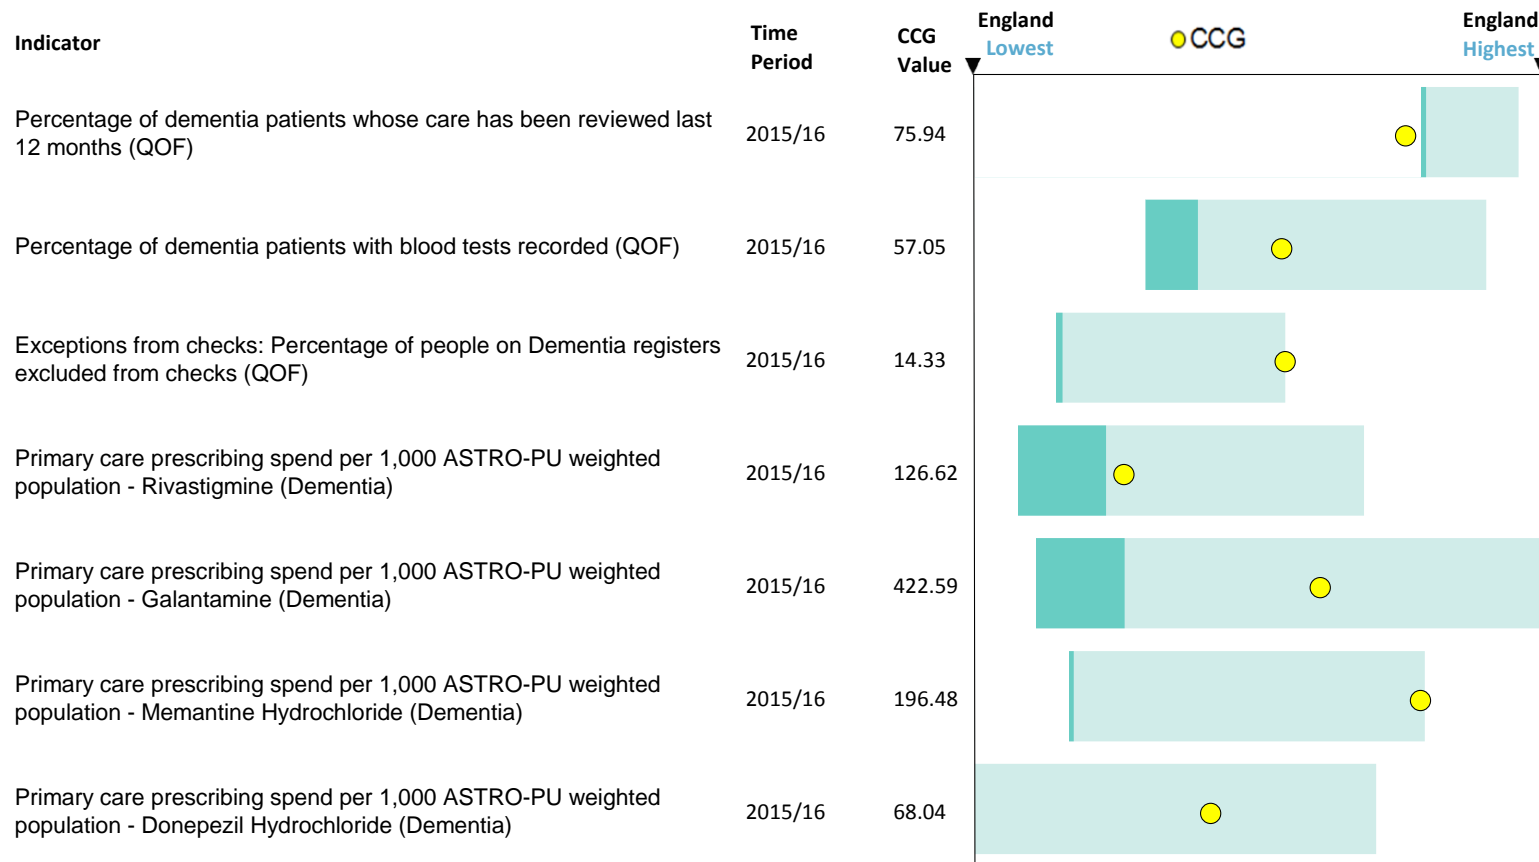 Indicator
Time
Period
CCG
Value
England
Lowest
CCG
England
Highest
Percentage of dementia patients whose care has been reviewed last
12 months (QOF)
2015/16
75.94
Percentage of dementia patients with blood tests recorded (QOF)
2015/16
57.05
Exceptions from checks: Percentage of people on Dementia registers
excluded from checks (QOF)
2015/16
14.33
Primary care prescribing spend per 1,000 ASTRO-PU weighted
population - Rivastigmine (Dementia)
2015/16
126.62
Primary care prescribing spend per 1,000 ASTRO-PU weighted
population - Galantamine (Dementia)
2015/16
422.59
Primary care prescribing spend per 1,000 ASTRO-PU weighted
population - Memantine Hydrochloride (Dementia)
2015/16
196.48
Primary care prescribing spend per 1,000 ASTRO-PU weighted
population - Donepezil Hydrochloride (Dementia)
2015/16
68.04